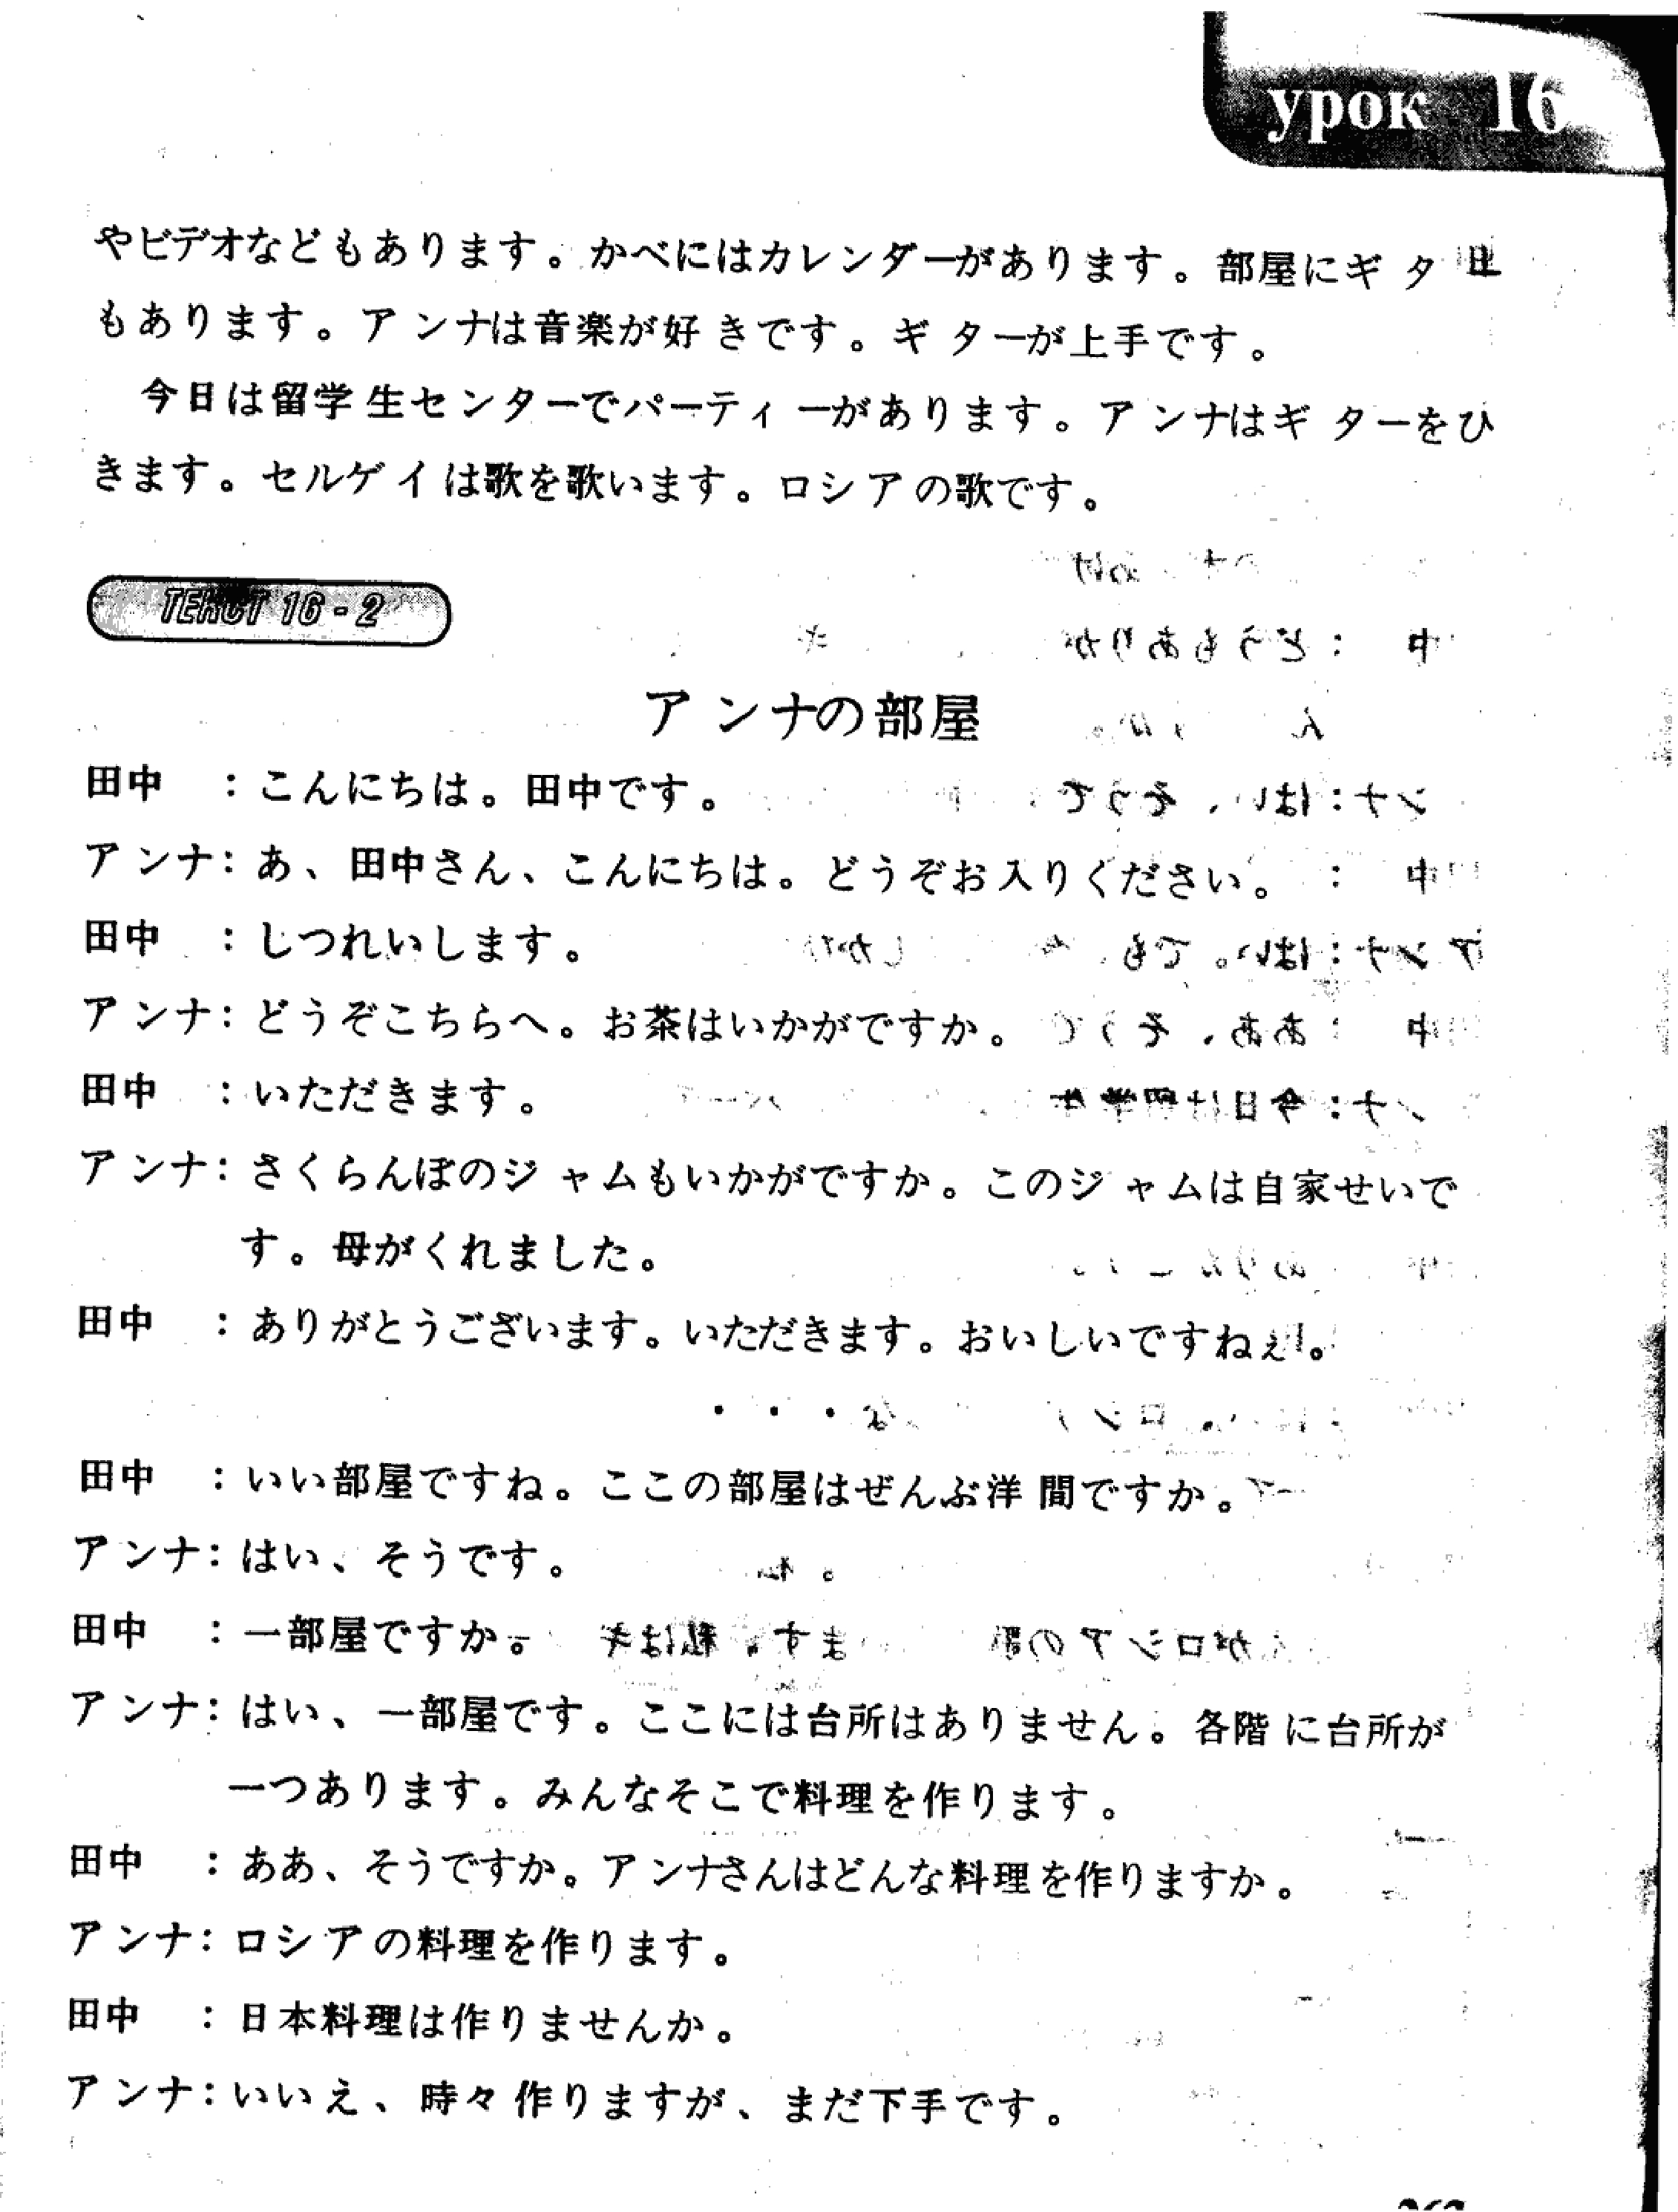 урок 16
やビデオなどもあります。かべにはカレンダーがあります。部屋にギター
もあります。アンナは音楽が好きです。ギターが上手です。
今日は留学生センターでパーティーがあります。アンナはギターをひ
きます。セルゲイは歌を歌います。ロシアの歌です。
ТЕКСТ 16 - 2
アンナの部屋
田中　：こんにちは。田中です。
アンナ：あ、田中さん、こんにちは。どうぞお入りください。
田中　：しつれいします。
アンナ：どうぞこちらへ。お茶はいかがですか。
田中　：いただきます。
アンナ：さくらんぼのジャムもいかがですか。このジャムは自家せいで
す。母がくれました。
田中　：ありがとうございます。いただきます。おいしいですねぇ。
・・・
田中　：いい部屋ですね。ここの部屋はぜんぶ洋間ですか。
アンナ：はい、そうです。
田中　：一部屋ですか。
アンナ：はい、一部屋です。ここには台所はありません。各階に台所が
一つあります。みんなそこで料理を作ります。
田中　：ああ、そうですか。アンナさんはどんな料理を作りますか。
アンナ：ロシアの料理を作ります。
田中　：日本料理は作りませんか。
アンナ：いいえ、時々作りますが、まだ下手です。